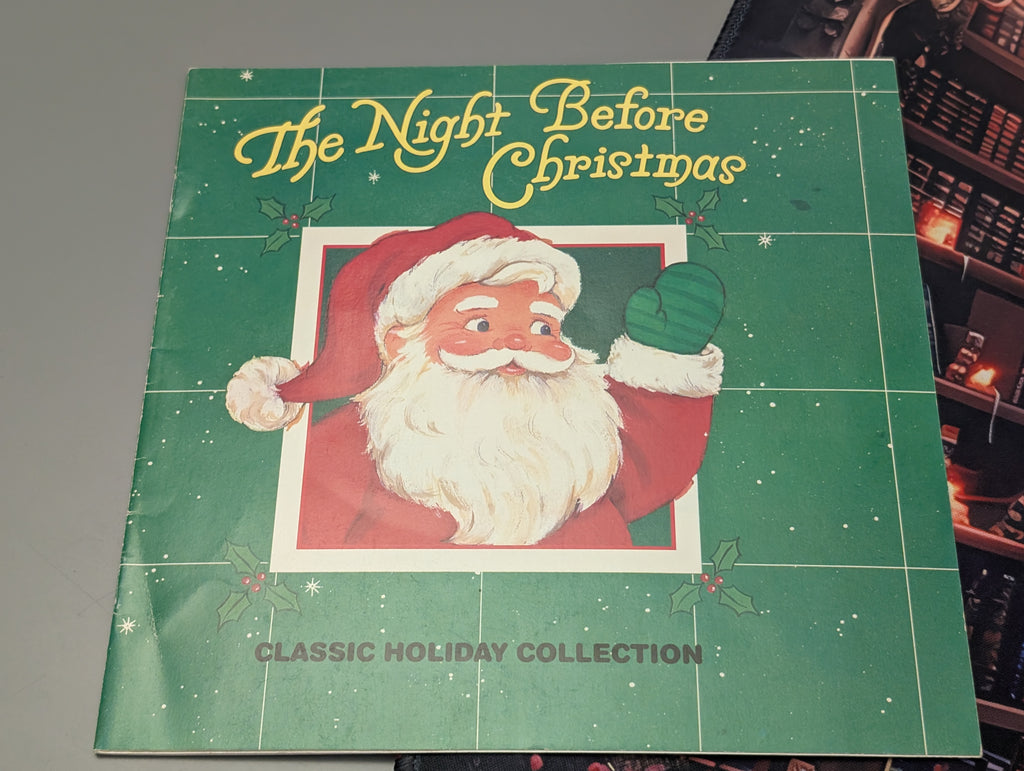 The Night Before
Christmas
CLASSIC HOLIDAY COLLECTION